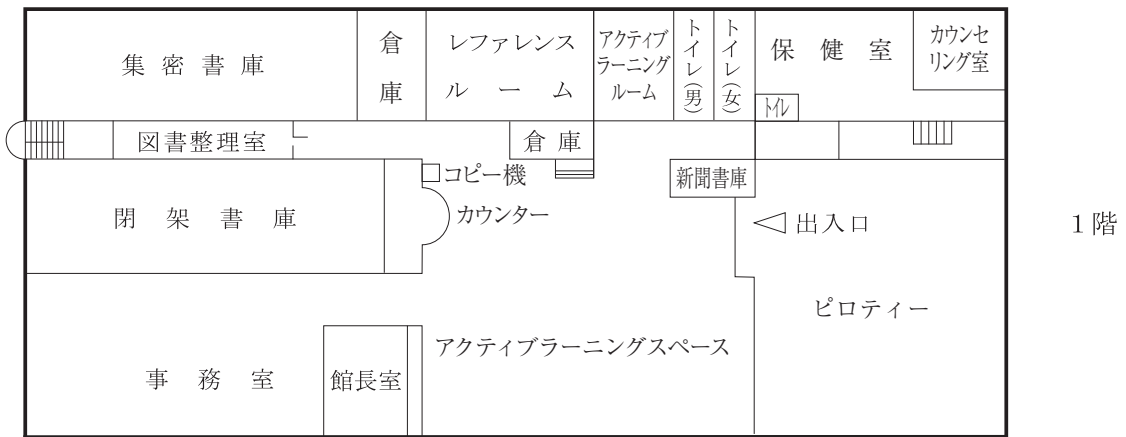 集密書庫
倉
庫
レファレンス
ルーム
アクティブ
ラーニング
ルーム
トイレ(男)
トイレ(女)
保健室
カウンセ
リング室
トイレ
図書整理室
倉庫
コピー機
新聞書庫
閉架書庫
カウンター
出入口
1階
ピロティー
アクティブラーニングスペース
事務室
館長室